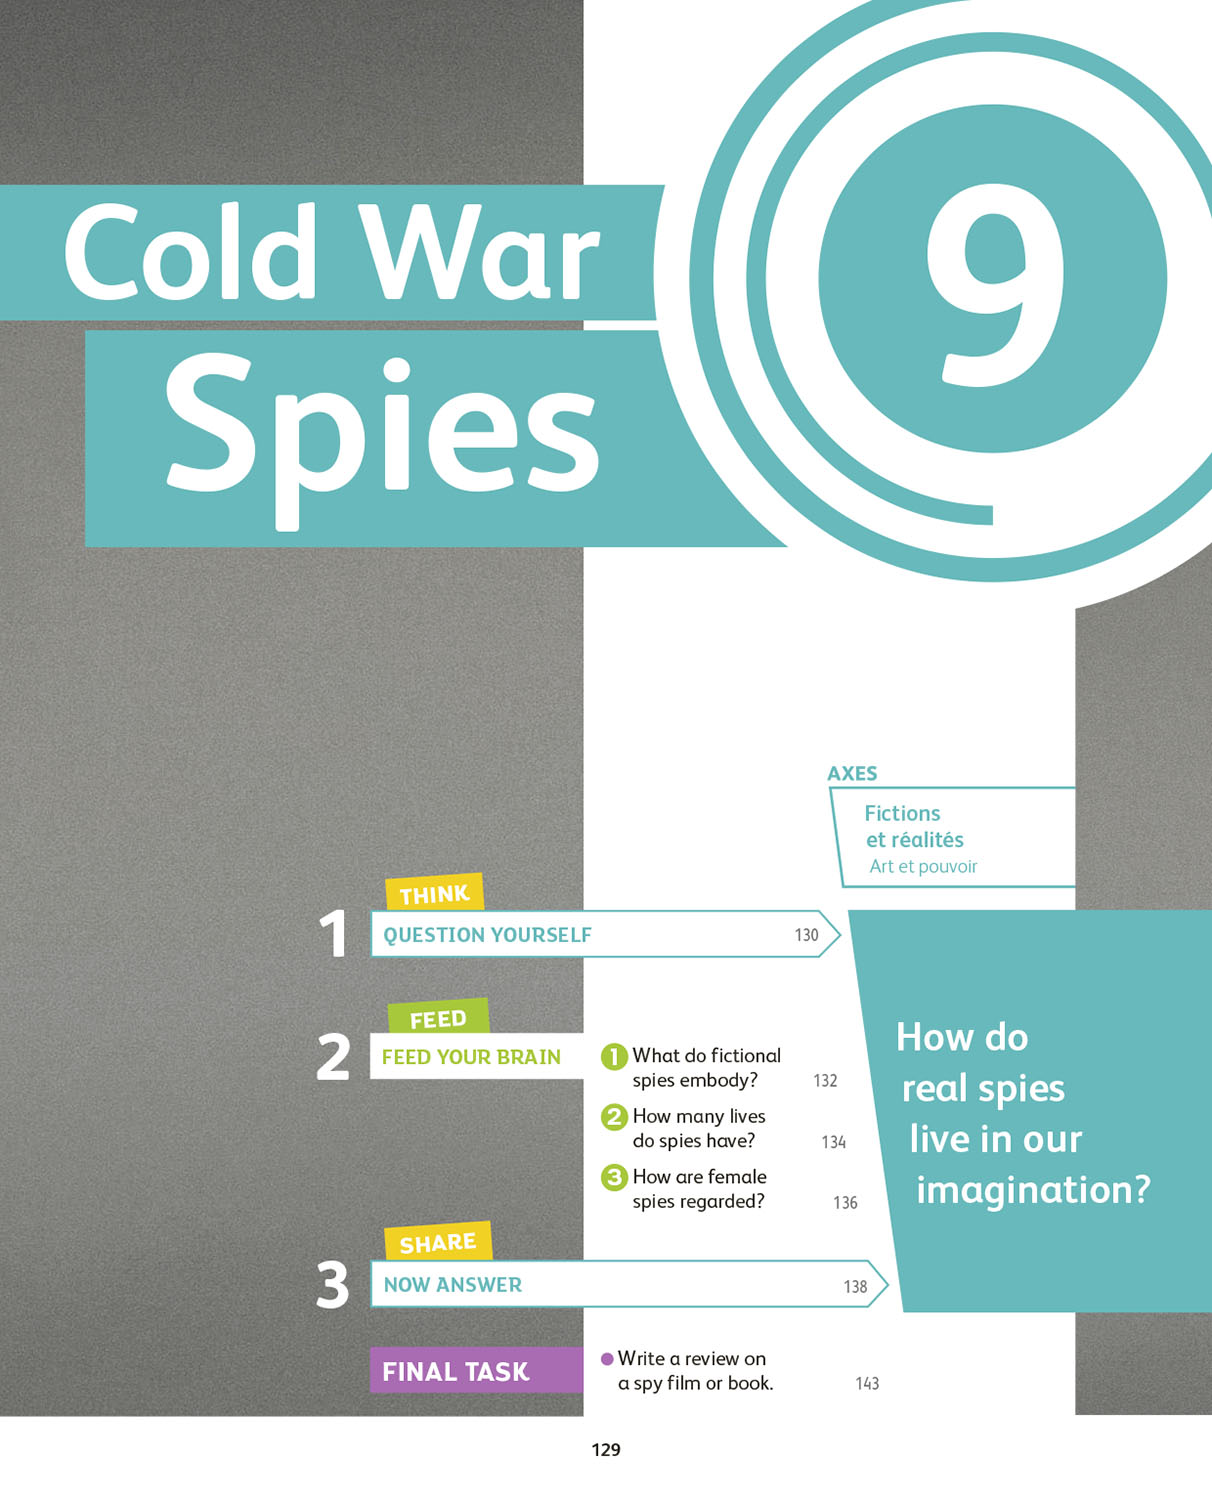 Cold War
Spies
9
AXES
Fictions
et réalités
Art et pouvoir
THINK
1
QUESTION YOURSELF
130
FEED
2
FEED YOUR BRAIN
1 What do fictional
spies embody? 132
2 How many lives
do spies have? 134
3 How are female
spies regarded? 136
SHARE
3
NOW ANSWER
138
How do
real spies
live in our
imagination?
FINAL TASK
• Write a review on
a spy film or book. 143
129